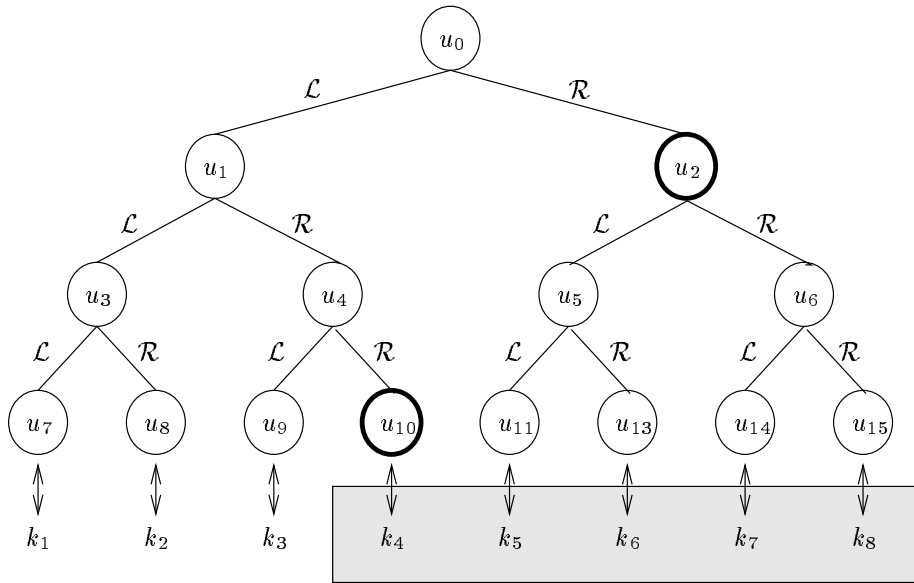 u₀
ℒ ℛ
u₁ u₂
ℒ ℛ ℒ ℛ
u₃ u₄ u₅ u₆
ℒ ℛ ℒ ℛ ℒ ℛ ℒ ℛ
u₇ u₈ u₉ u₁₀ u₁₁ u₁₃ u₁₄ u₁₅
k₁ k₂ k₃ k₄ k₅ k₆ k₇ k₈